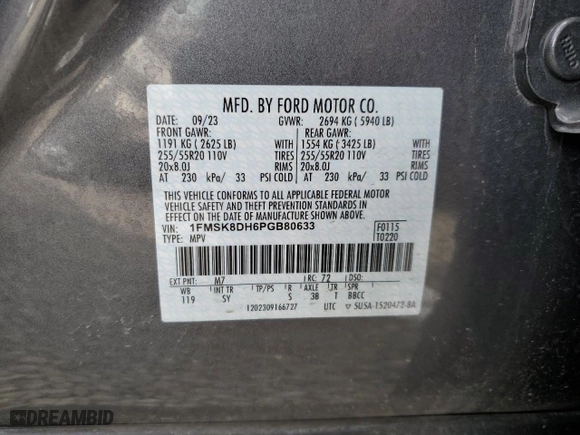 MFD. BY FORD MOTOR CO.
DATE: 09/23 GVWR: 2694 KG ( 5940 LB)
FRONT GAWR: REAR GAWR:
1191 KG ( 2625 LB) WITH 1554 KG ( 3425 LB) WITH
255/55R20 110V TIRES 255/55R20 110V TIRES
20x8.0J RIMS 20x8.0J RIMS
AT 230 kPa/ 33 PSI COLD AT 230 kPa/ 33 PSI COLD
THIS VEHICLE CONFORMS TO ALL APPLICABLE FEDERAL MOTOR
VEHICLE SAFETY AND THEFT PREVENTION STANDARDS IN
EFFECT ON THE DATE OF MANUFACTURE SHOWN ABOVE.
VIN: 1FMSK8DH6PGB80633 F0115
TYPE: MPV T0220
EXT PNT: M7 RC: 72 DSO:
WB INT TR TP/PS R AXLE TR SPR
119 SY S 38 T BBCC
1202309166727 UTC ▽ 5USA-1520472-BA
DREAMBID